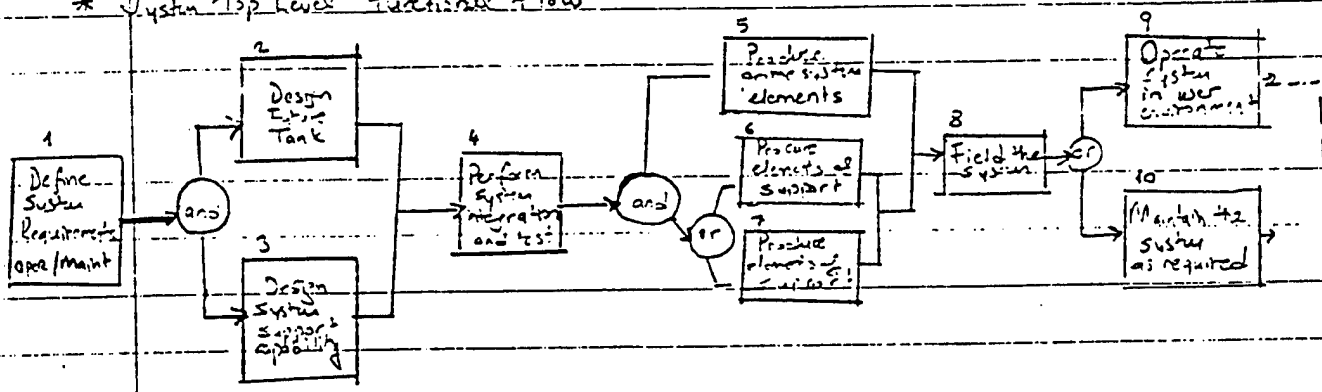 * System Top Level Functional Flow
1
Define
System
Requirements
oper/Maint
and
2
Design
Tank
3
Design
System
support
capability
4
Perform
System
integration
and test
and
or
5
Produce
system
elements
6
Procure
elements of
support
7
Produce
elements of
support
8
Field the
system
or
9
Operate
System
in user
environment
10
Maintain the
system
as required